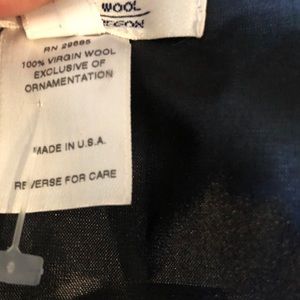 WOOL
RN 29685
100% VIRGIN WOOL
EXCLUSIVE OF
ORNAMENTATION
MADE IN U.S.A.
REVERSE FOR CARE